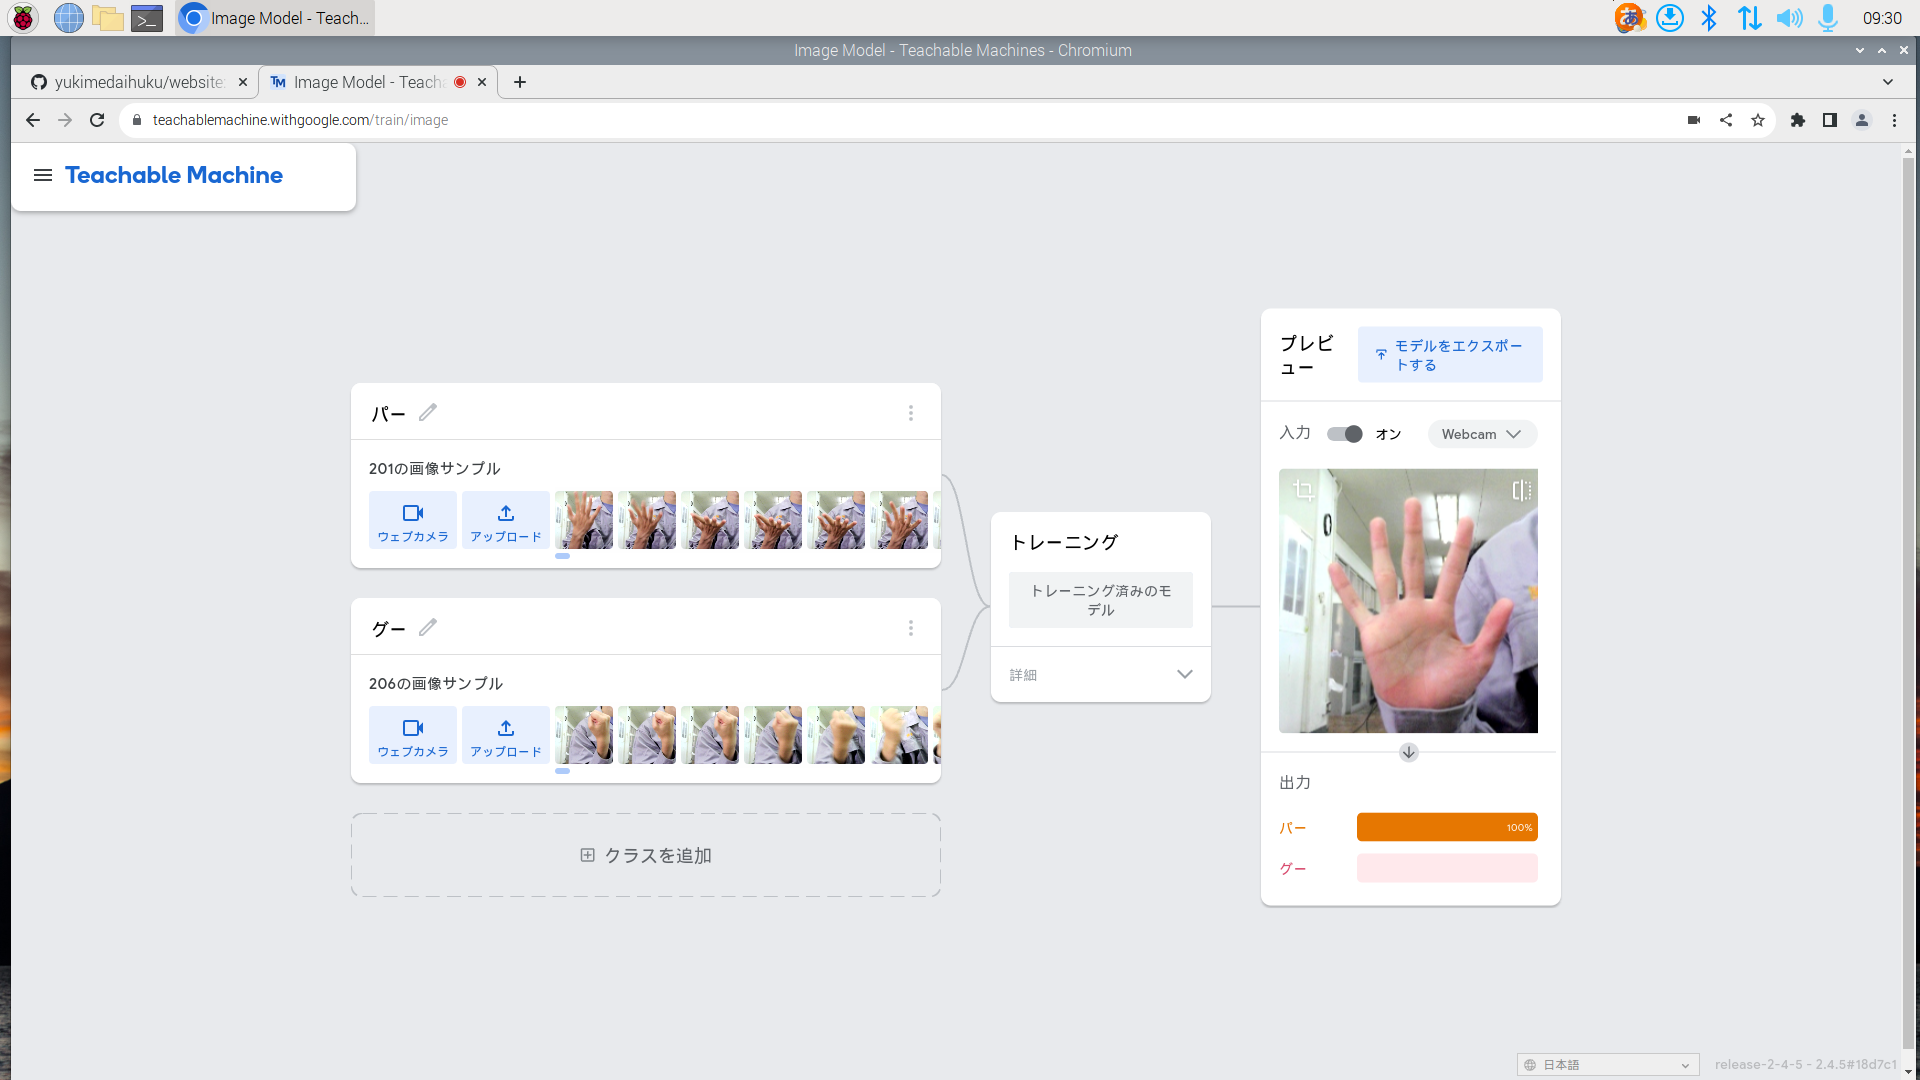 Image Model - Teach...
09:30
Image Model - Teachable Machines - Chromium
yukimedaihuku/website:
Image Model - Teacha
teachablemachine.withgoogle.com/train/image
Teachable Machine
パー
201の画像サンプル
ウェブカメラ
アップロード
グー
206の画像サンプル
ウェブカメラ
アップロード
クラスを追加
トレーニング
トレーニング済みのモ
デル
詳細
プレビ
ュー
モデルをエクスポー
トする
入力
オン
Webcam
出力
パー
100%
グー
日本語
release-2-4-5 - 2.4.5#18d7c1